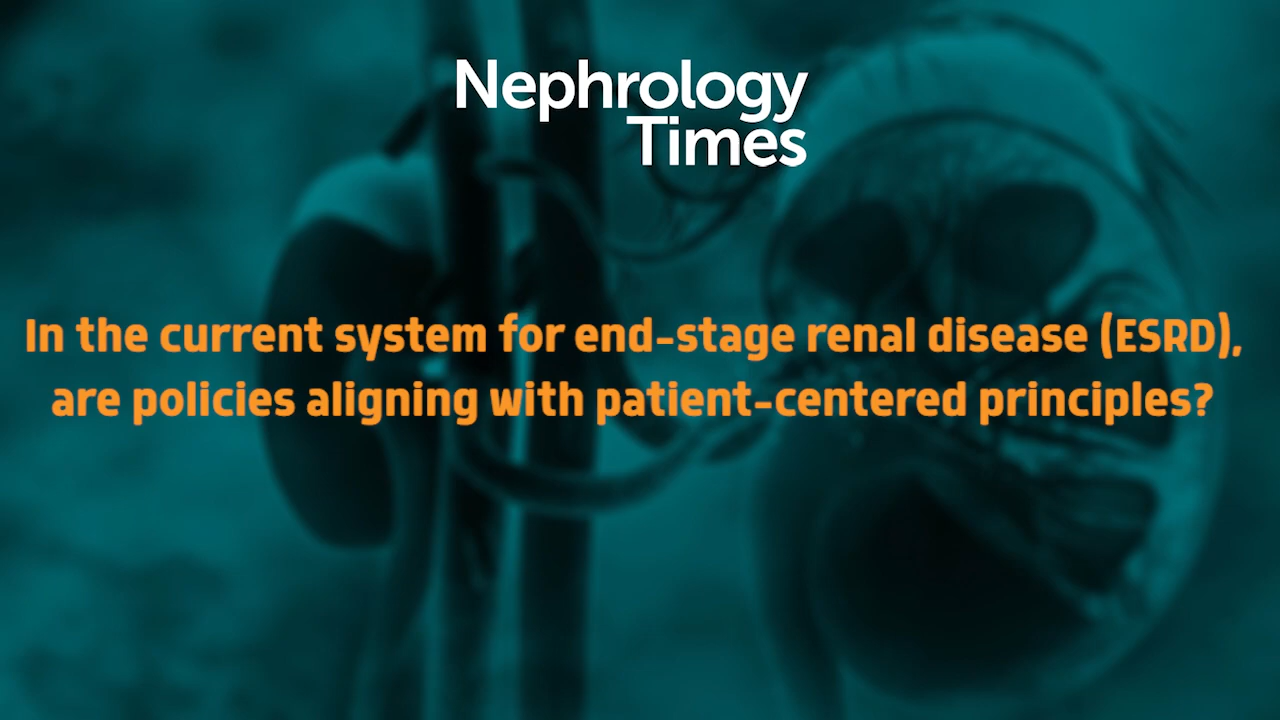 Nephrology
Times
In the current system for end-stage renal disease (ESRD),
are policies aligning with patient-centered principles?